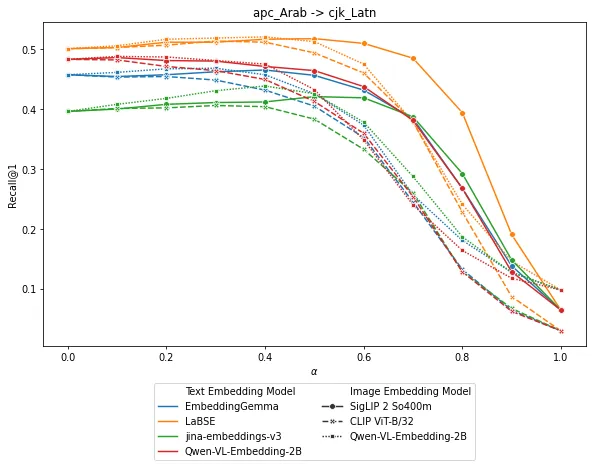 apc_Arab -> cjk_Latn
Recall@1
0.5
0.4
0.3
0.2
0.1
0.0 0.2 0.4 0.6 0.8 1.0
α
Text Embedding Model Image Embedding Model
EmbeddingGemma SigLIP 2 So400m
LaBSE CLIP ViT-B/32
jina-embeddings-v3 Qwen-VL-Embedding-2B
Qwen-VL-Embedding-2B